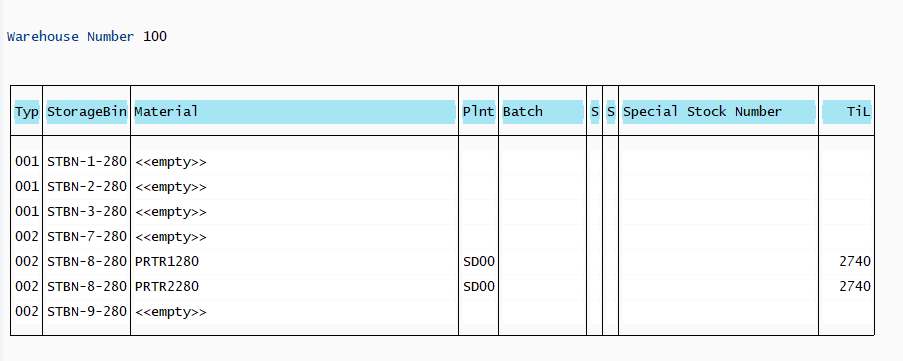 Warehouse Number 100
Typ StorageBin Material Plnt Batch S S Special Stock Number TiL
001 STBN-1-280 <<empty>>
001 STBN-2-280 <<empty>>
001 STBN-3-280 <<empty>>
002 STBN-7-280 <<empty>>
002 STBN-8-280 PRTR1280 SD00 2740
002 STBN-8-280 PRTR2280 SD00 2740
002 STBN-9-280 <<empty>>